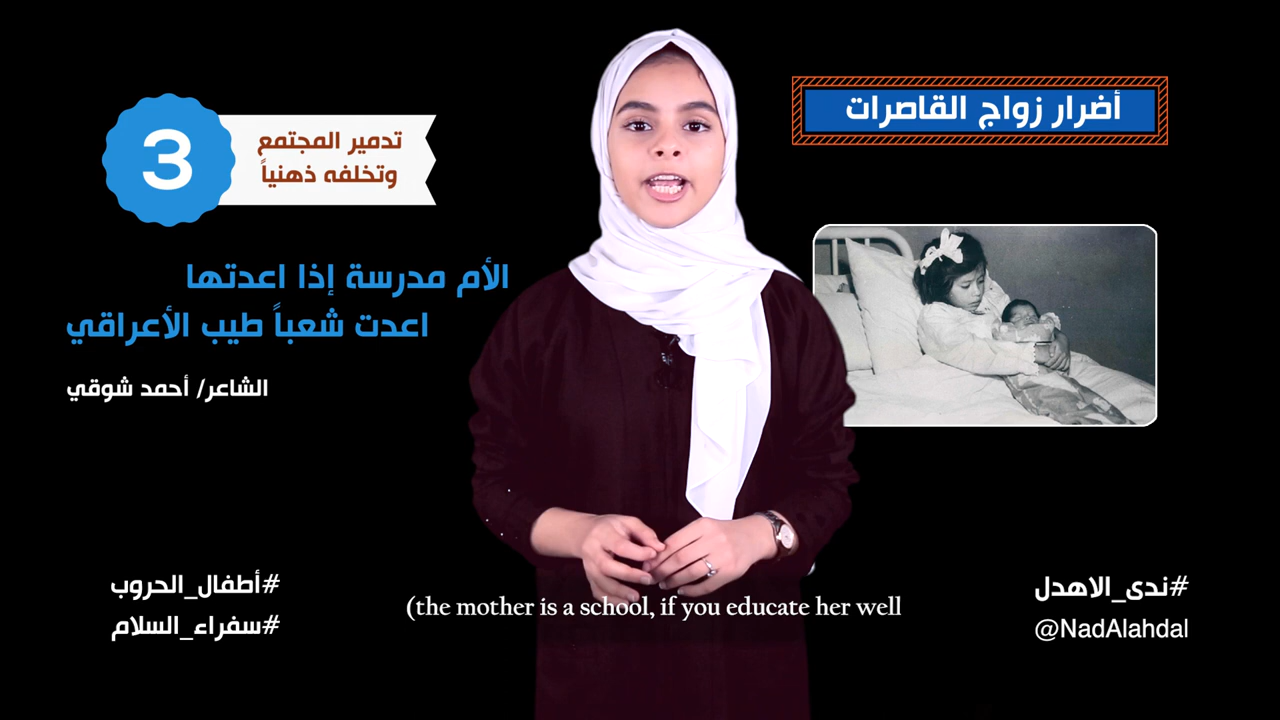 أضرار زواج القاصرات
3
تدمير المجتمع
وتخلفه ذهنياً
الأم مدرسة إذا اعدتها
اعدت شعباً طيب الأعراقي
الشاعر/ أحمد شوقي
#أطفال_الحروب
#سفراء_السلام
(the mother is a school, if you educate her well
#ندى_الاهدل
@NadAlahdal